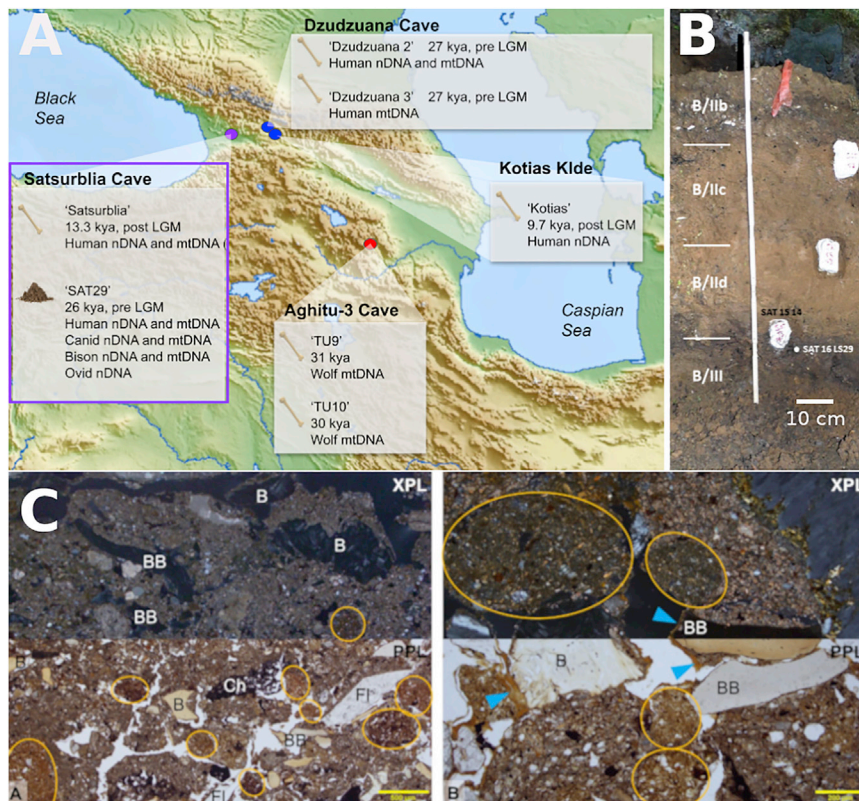 A
Dzudzuana Cave
'Dzudzuana 2' 27 kya, pre LGM
Human nDNA and mtDNA
'Dzudzuana 3' 27 kya, pre LGM
Human mtDNA
Black
Sea
Satsurblia Cave
'Satsurblia'
13.3 kya, post LGM
Human nDNA and mtDNA (
'SAT29'
26 kya, pre LGM
Human nDNA and mtDNA
Canid nDNA and mtDNA
Bison nDNA and mtDNA
Ovid nDNA
Kotias Klde
'Kotias'
9.7 kya, post LGM
Human nDNA
Aghitu-3 Cave
'TU9'
31 kya
Wolf mtDNA
'TU10'
30 kya
Wolf mtDNA
Caspian
Sea
B
B/IIb
B/IIc
B/IId
B/III
SAT 15 14
SAT 16 LS29
10 cm
C
XPL
B
B
BB
BB
PPL
B
Ch
B
Fl
BB
Fl
A
XPL
BB
PPL
B
BB
B